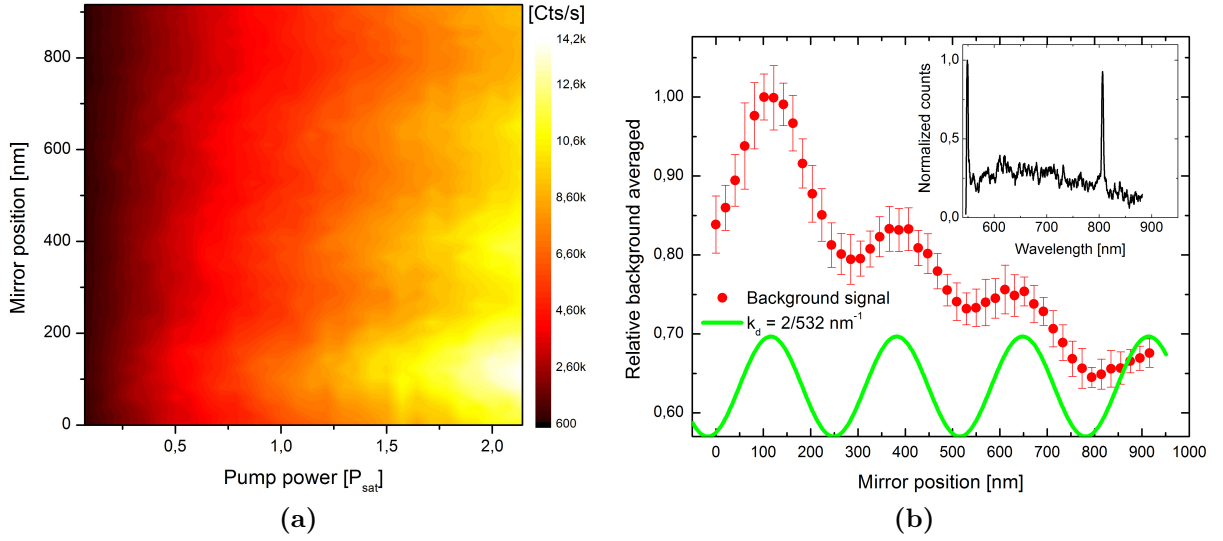 [Cts/s]
14,2k
12,6k
10,6k
8,60k
6,60k
4,60k
2,60k
600
800
600
400
200
0
Mirror position [nm]
0,5
1,0
1,5
2,0
Pump power [P_sat]
(a)
1,00
0,90
0,80
0,70
0,60
Relative background averaged
Background signal
k_d = 2/532 nm^-1
0
100
200
300
400
500
600
700
800
900
1000
Mirror position [nm]
1,0
0,5
0,0
Normalized counts
600
700
800
900
Wavelength [nm]
(b)